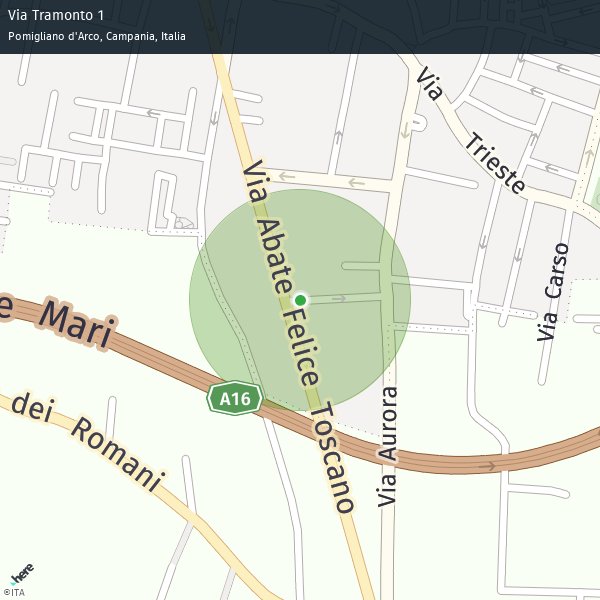 Via Tramonto 1
Pomigliano d'Arco, Campania, Italia
Via Trieste
Via Abate Felice Toscano
Via Carso
e Mari
A16
dei Romani
Via Aurora
here
©ITA